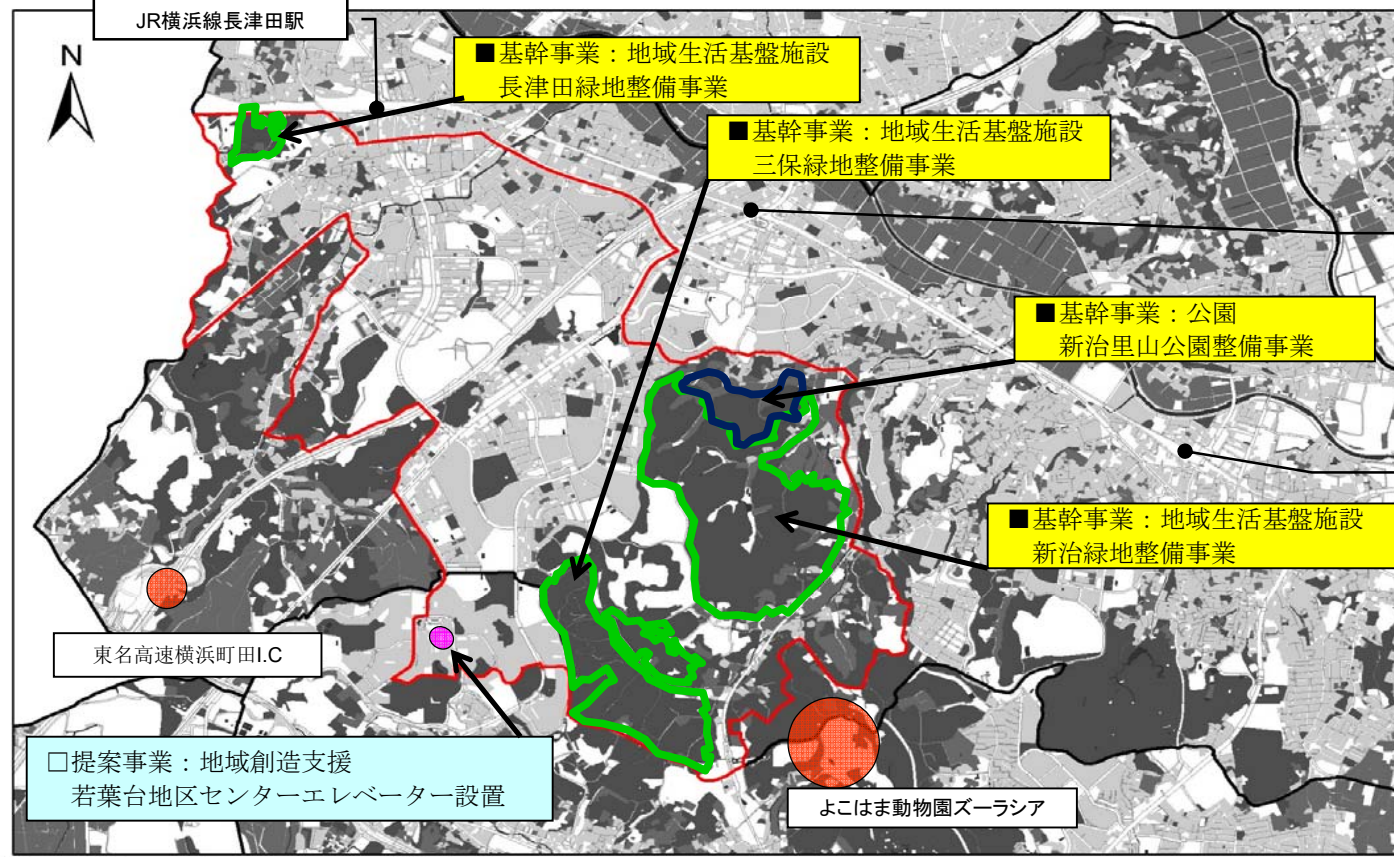 JR横浜線長津田駅
N
■基幹事業：地域生活基盤施設
長津田緑地整備事業
■基幹事業：地域生活基盤施設
三保緑地整備事業
■基幹事業：公園
新治里山公園整備事業
■基幹事業：地域生活基盤施設
新治緑地整備事業
東名高速横浜町田I.C
□提案事業：地域創造支援
若葉台地区センターエレベーター設置
よこはま動物園ズーラシア